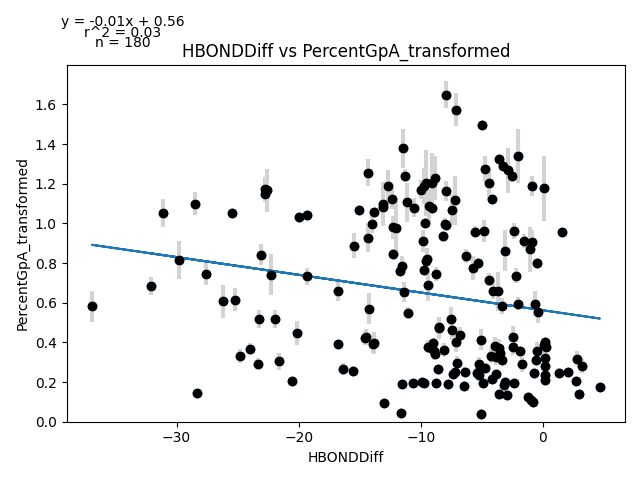 y = -0.01x + 0.56
r^2 = 0.03
n = 180
HBONDDiff vs PercentGpA_transformed
PercentGpA_transformed
1.6
1.4
1.2
1.0
0.8
0.6
0.4
0.2
0.0
−30
−20
−10
0
HBONDDiff